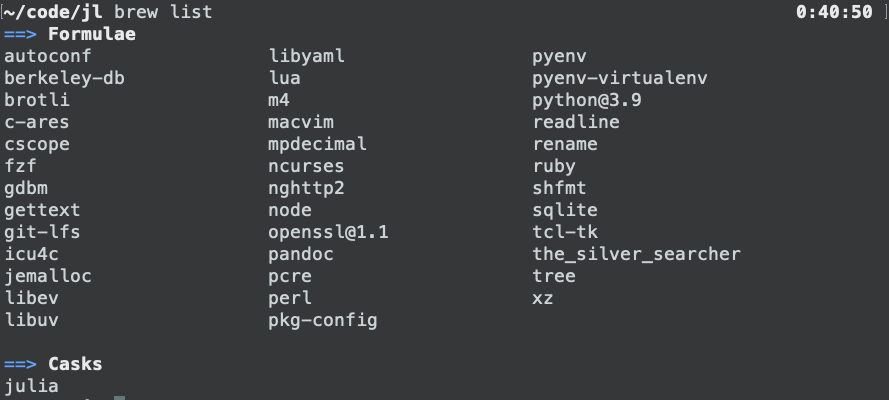 [~/code/jl brew list 0:40:50 ]
==> Formulae
autoconf libyaml pyenv
berkeley-db lua pyenv-virtualenv
brotli m4 python@3.9
c-ares macvim readline
cscope mpdecimal rename
fzf ncurses ruby
gdbm nghttp2 shfmt
gettext node sqlite
git-lfs openssl@1.1 tcl-tk
icu4c pandoc the_silver_searcher
jemalloc pcre tree
libev perl xz
libuv pkg-config
==> Casks
julia